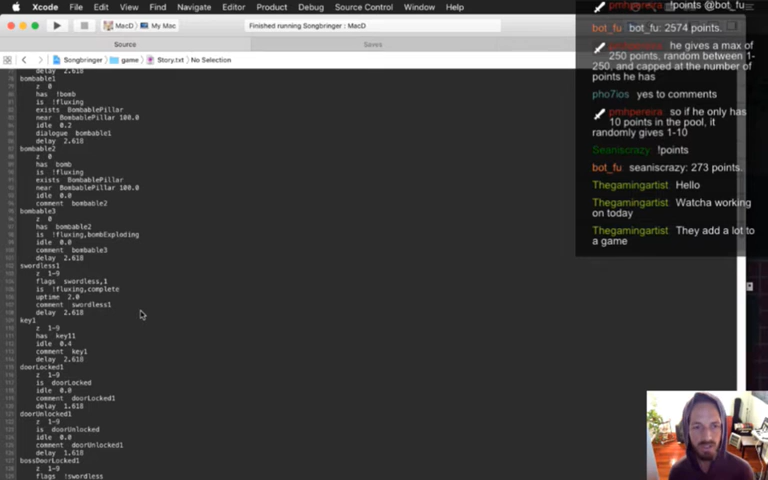 Xcode File Edit View Find Navigate Editor Product Debug Source Control Window Help
MacD My Mac Finished running Songbringer : MacD
Source Saves
Songbringer game Story.txt No Selection
delay 2.618
bombable1
z 0
has !bomb
is !fluxing
exists BombablePillar
near BombablePillar 100.0
idle 0.2
dialogue bombable1
delay 2.618
bombable2
z 0
has bomb
is !fluxing
exists BombablePillar
near BombablePillar 100.0
idle 0.0
comment bombable2
bombable3
z 0
has bombable2
is !fluxing,bombExploding
idle 0.0
comment bombable3
delay 2.618
swordless1
z 1-9
flags swordless,1
is !fluxing,complete
uptime 2.0
comment swordless1
delay 2.618
key1
z 1-9
has key11
idle 0.4
comment key1
delay 2.618
doorLocked1
z 1-9
is doorLocked
idle 0.0
comment doorLocked1
delay 1.618
doorUnlocked1
z 1-9
is doorUnlocked
idle 0.0
comment doorUnlocked1
delay 1.618
bossDoorLocked1
z 1-9
flags !swordless
pmhpereira !points
@bot_fu
bot_fu bot_fu: 2574 points.
pmhpereira he gives a max of
250 points, random between 1-
250, and capped at the number of
points he has
pho7ios yes to comments
pmhpereira so if he only has
10 points in the pool, it
randomly gives 1-10
Seaniscrazy !points
bot_fu seaniscrazy: 273 points.
Thegamingartist Hello
Thegamingartist Watcha working
on today
Thegamingartist They add a lot to
a game